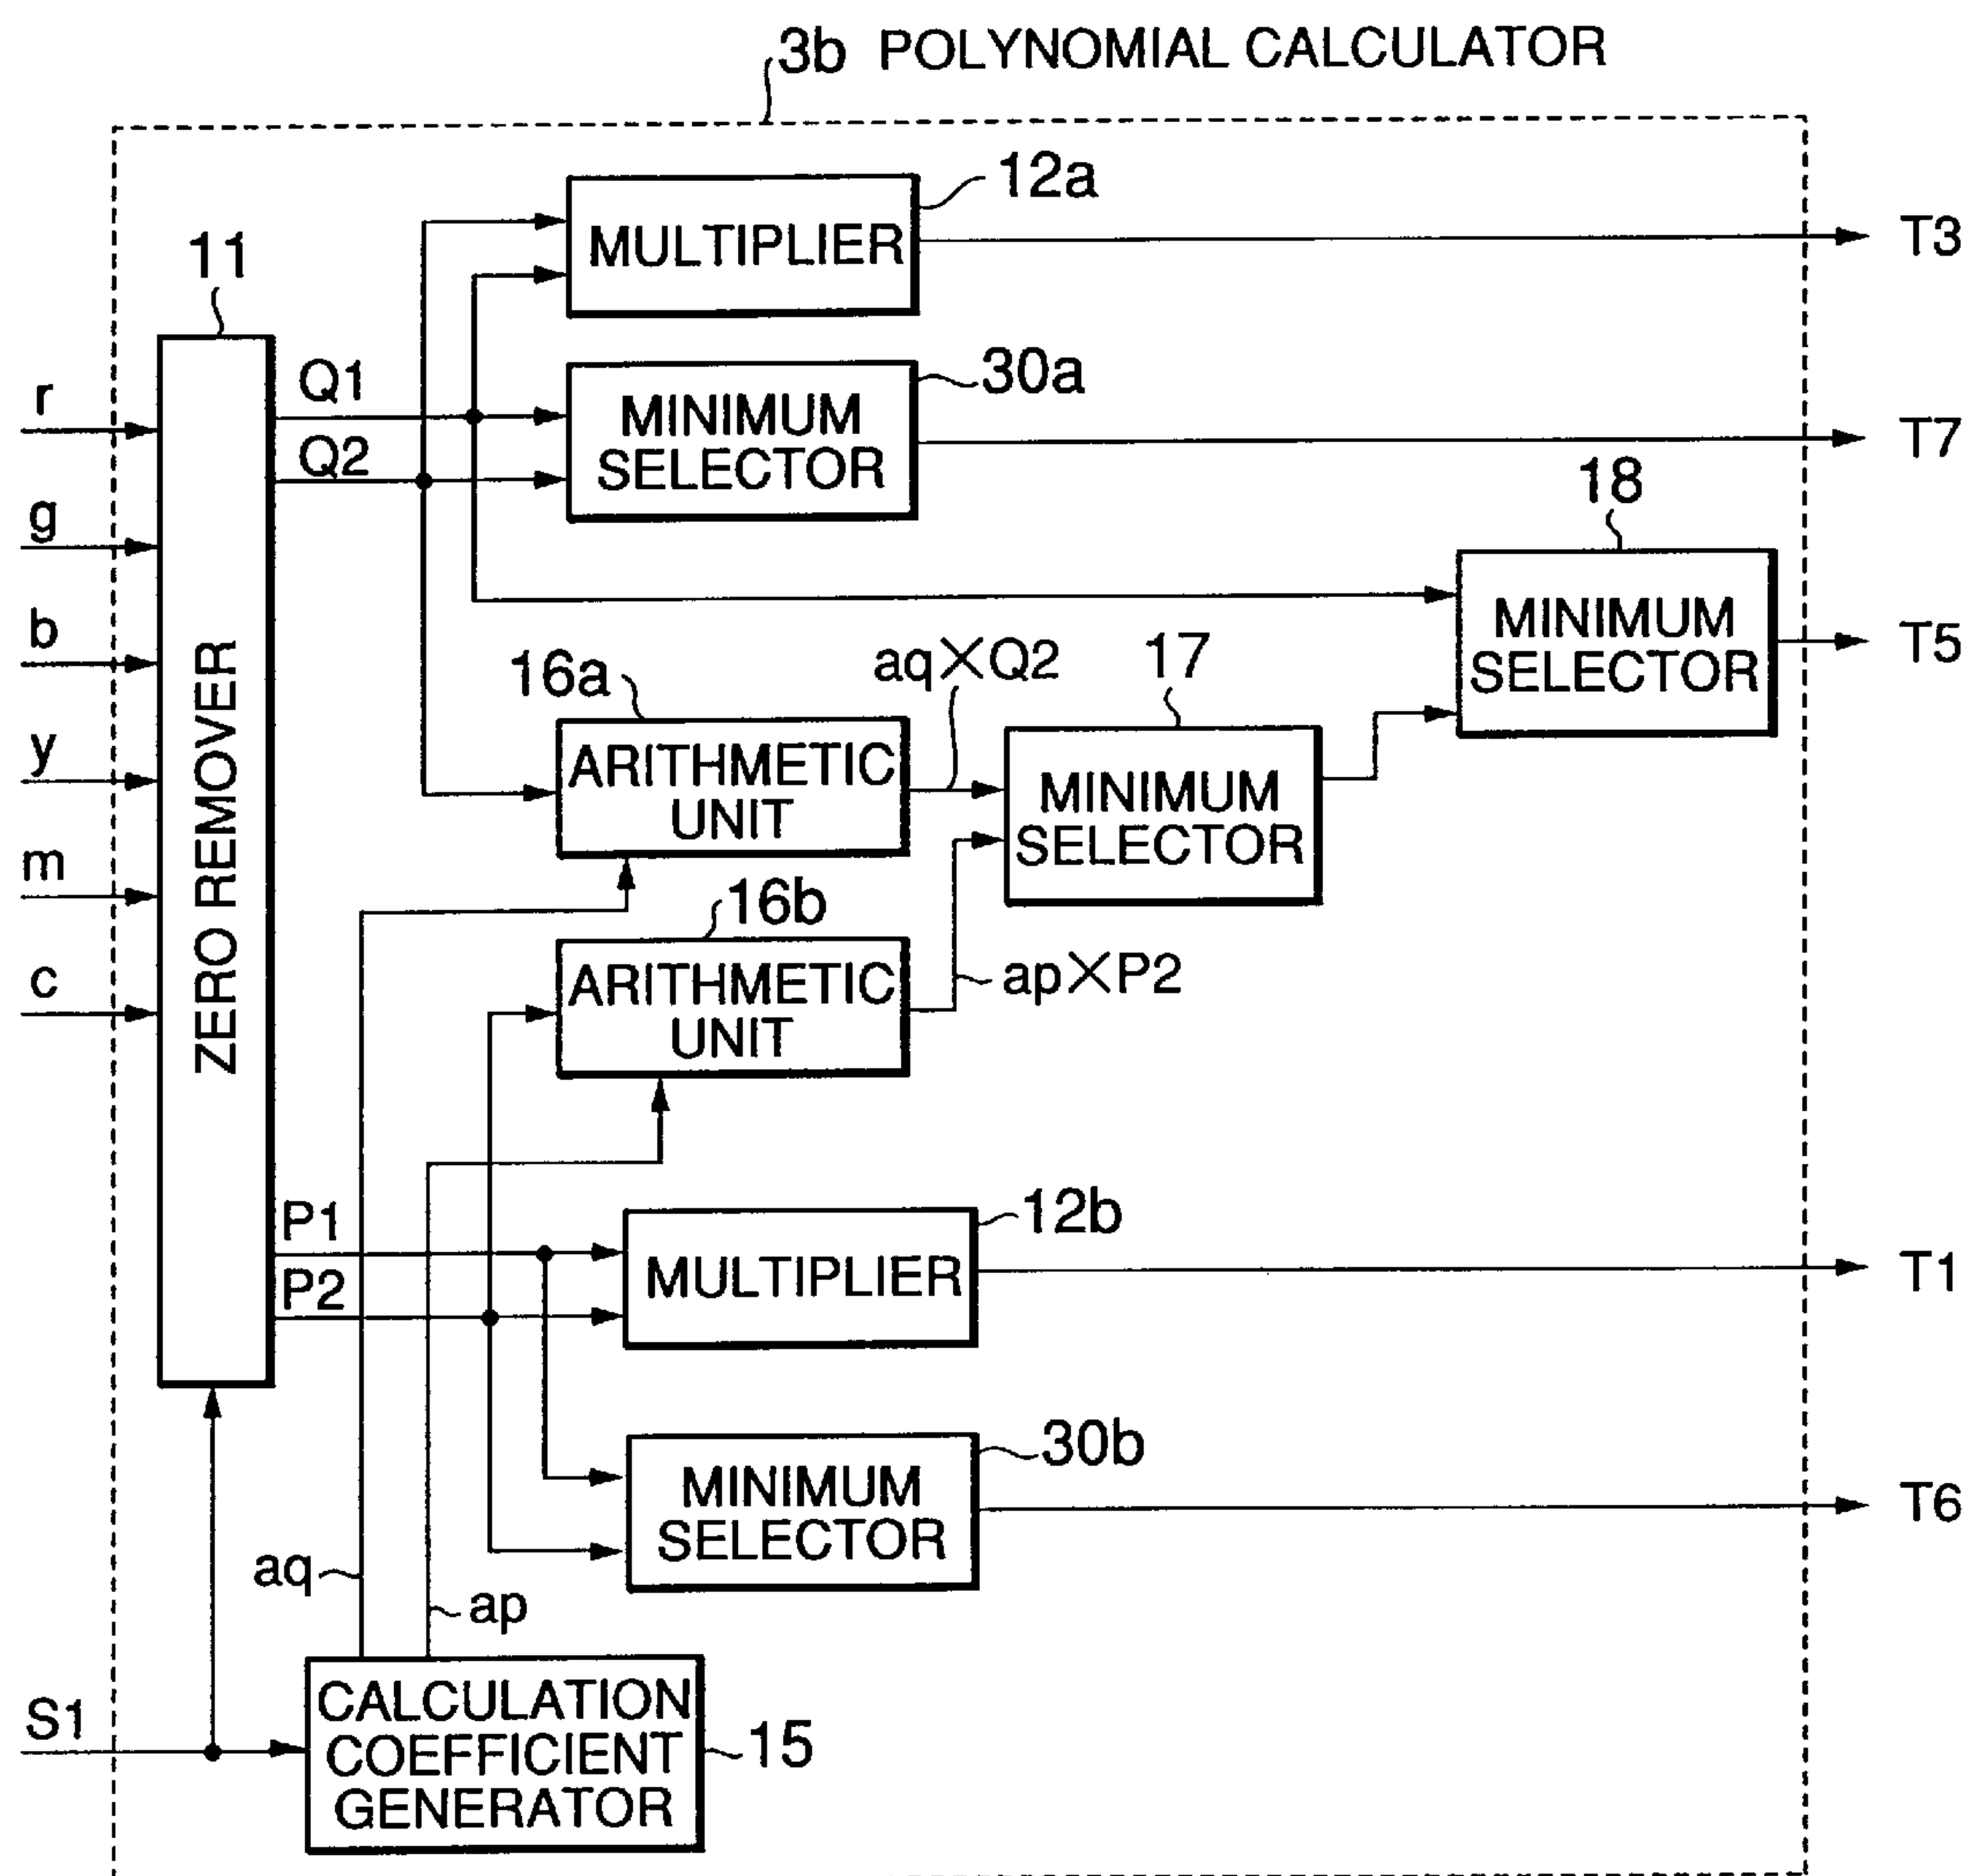 3b POLYNOMIAL CALCULATOR
12a
MULTIPLIER
T3
11
30a
Q1
r
MINIMUM
SELECTOR
T7
Q2
18
g
MINIMUM
SELECTOR
T5
b
ZERO REMOVER
16a
aq×Q2
17
y
ARITHMETIC
UNIT
MINIMUM
SELECTOR
m
16b
c
ARITHMETIC
UNIT
ap×P2
P1
12b
MULTIPLIER
T1
P2
30b
MINIMUM
SELECTOR
T6
aq
ap
S1
CALCULATION
COEFFICIENT
GENERATOR
15